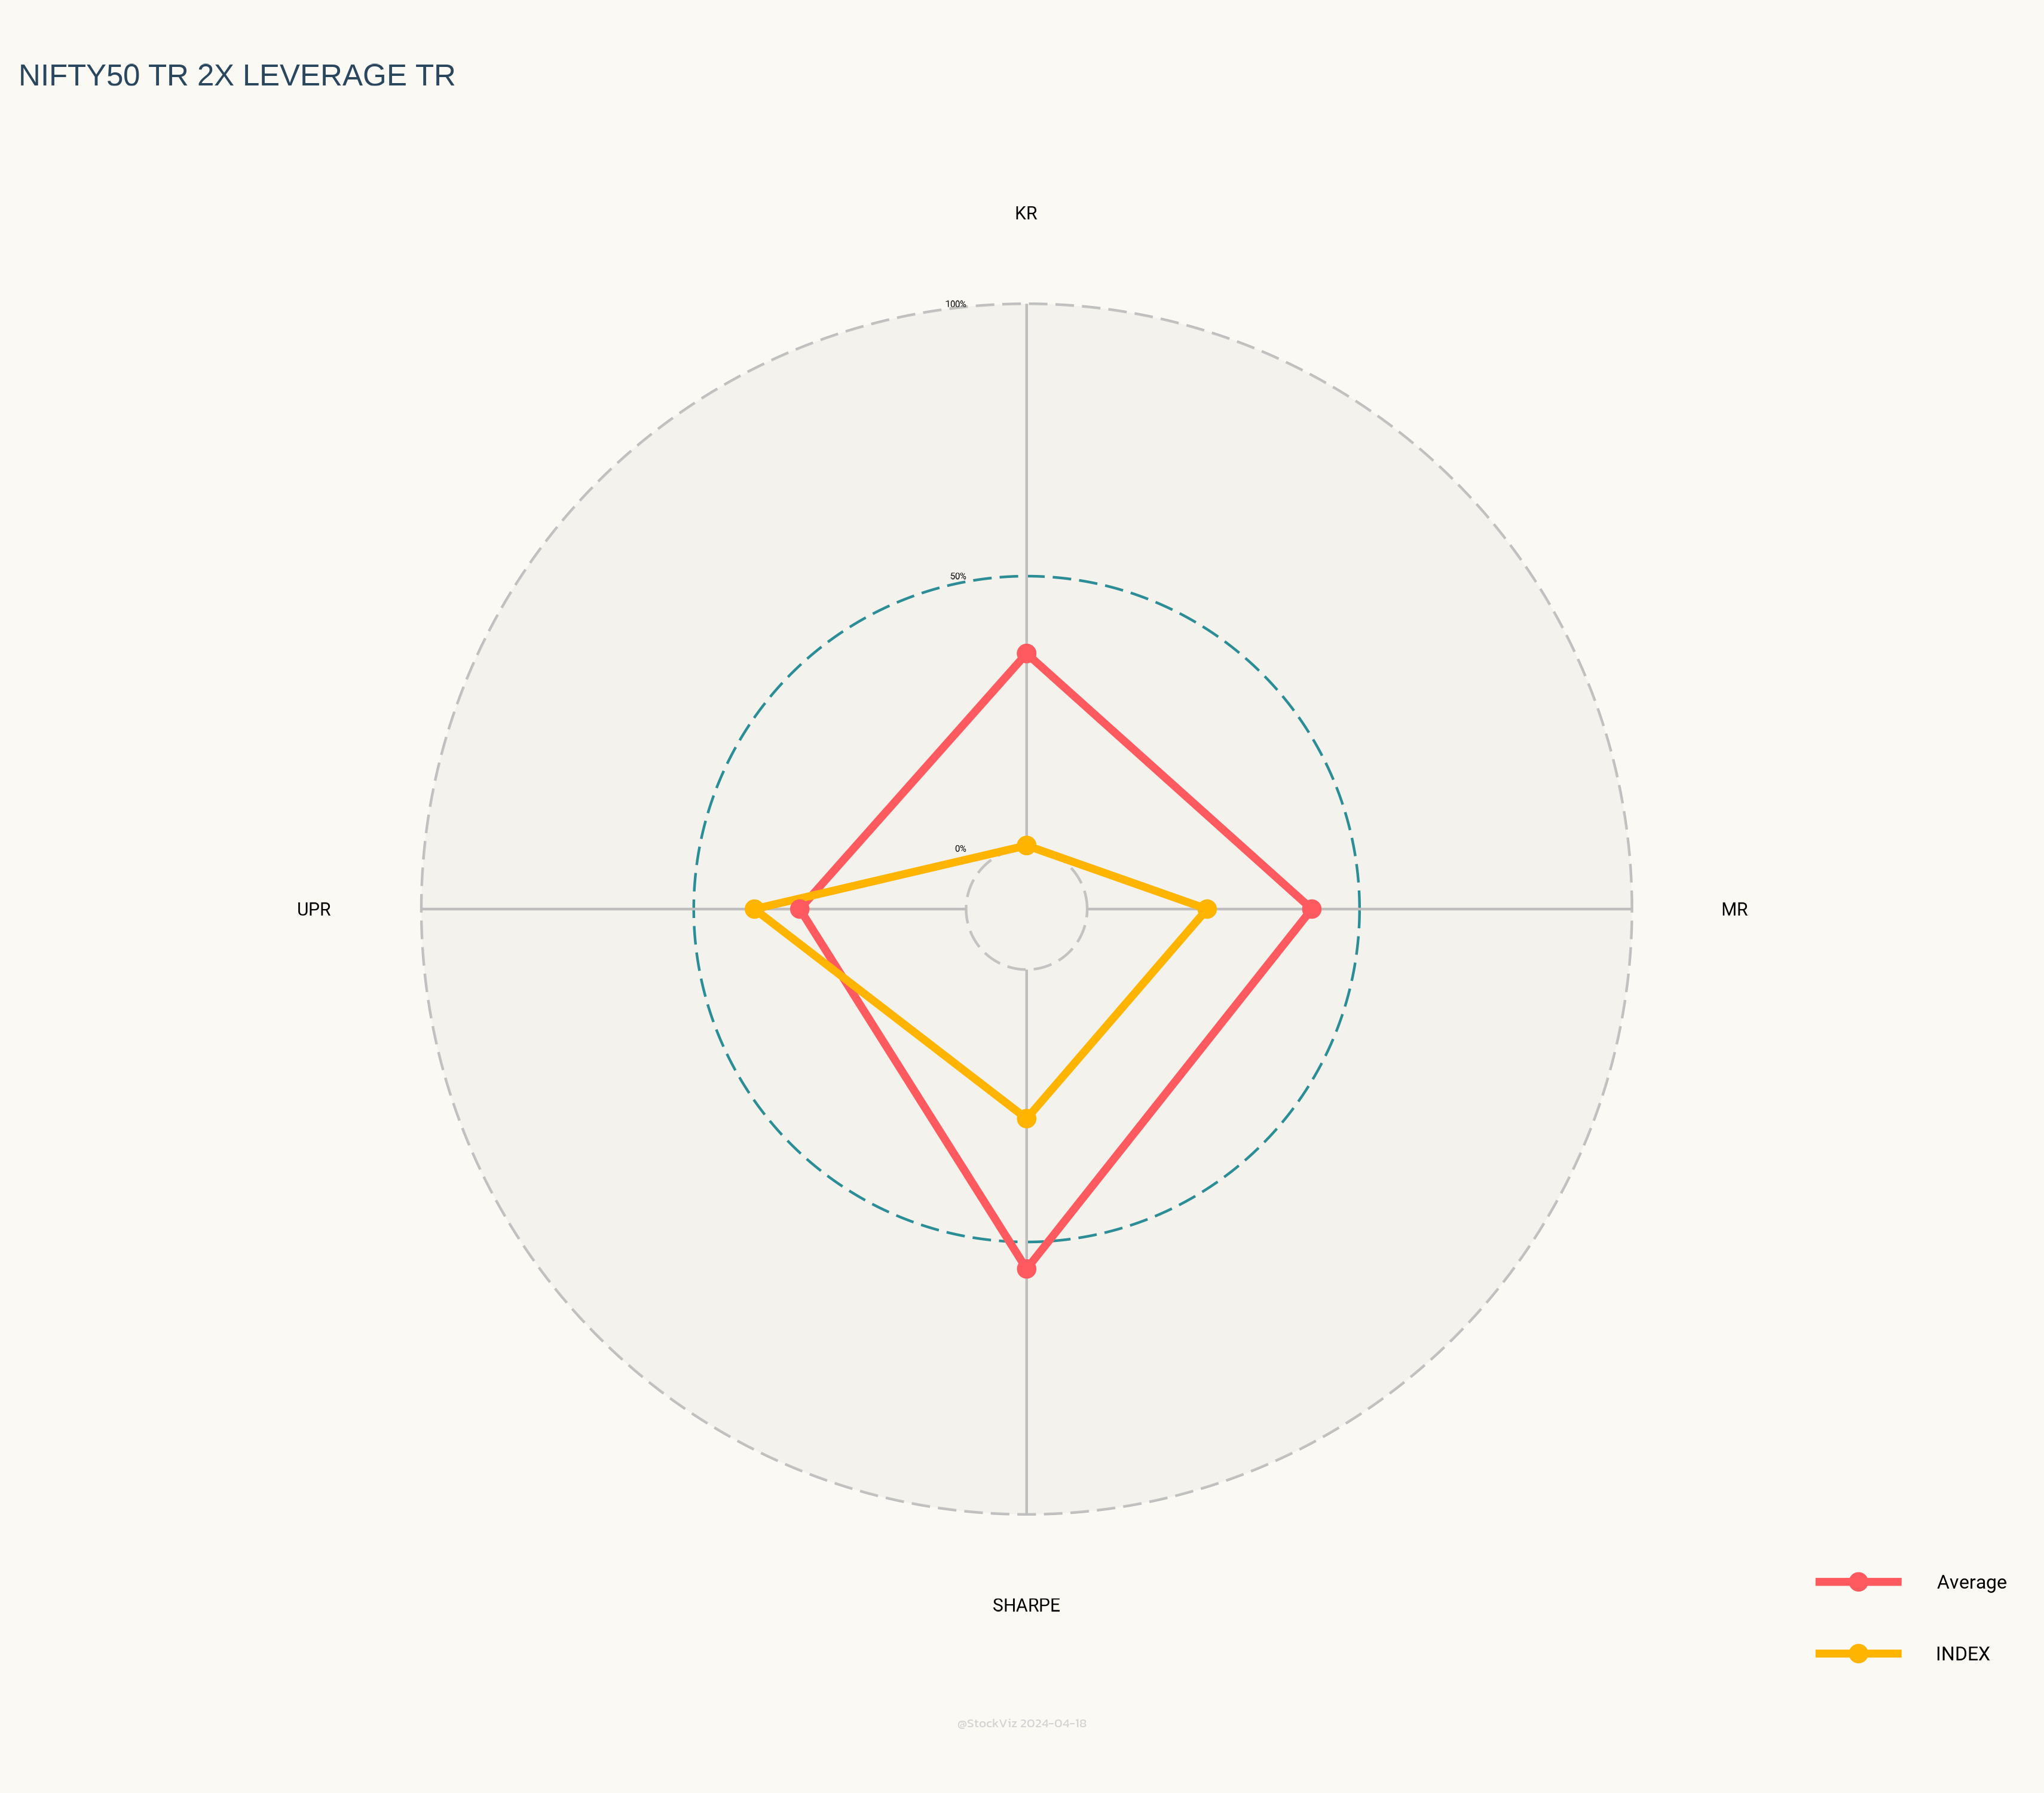 NIFTY50 TR 2X LEVERAGE TR
KR
100%
50%
0%
UPR
MR
SHARPE
Average
INDEX
@StockViz 2024-04-18